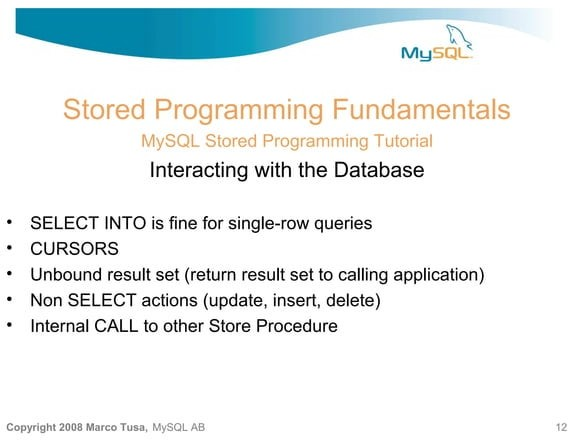 MySQL
Stored Programming Fundamentals
MySQL Stored Programming Tutorial
Interacting with the Database
• SELECT INTO is fine for single-row queries
• CURSORS
• Unbound result set (return result set to calling application)
• Non SELECT actions (update, insert, delete)
• Internal CALL to other Store Procedure
Copyright 2008 Marco Tusa, MySQL AB 12